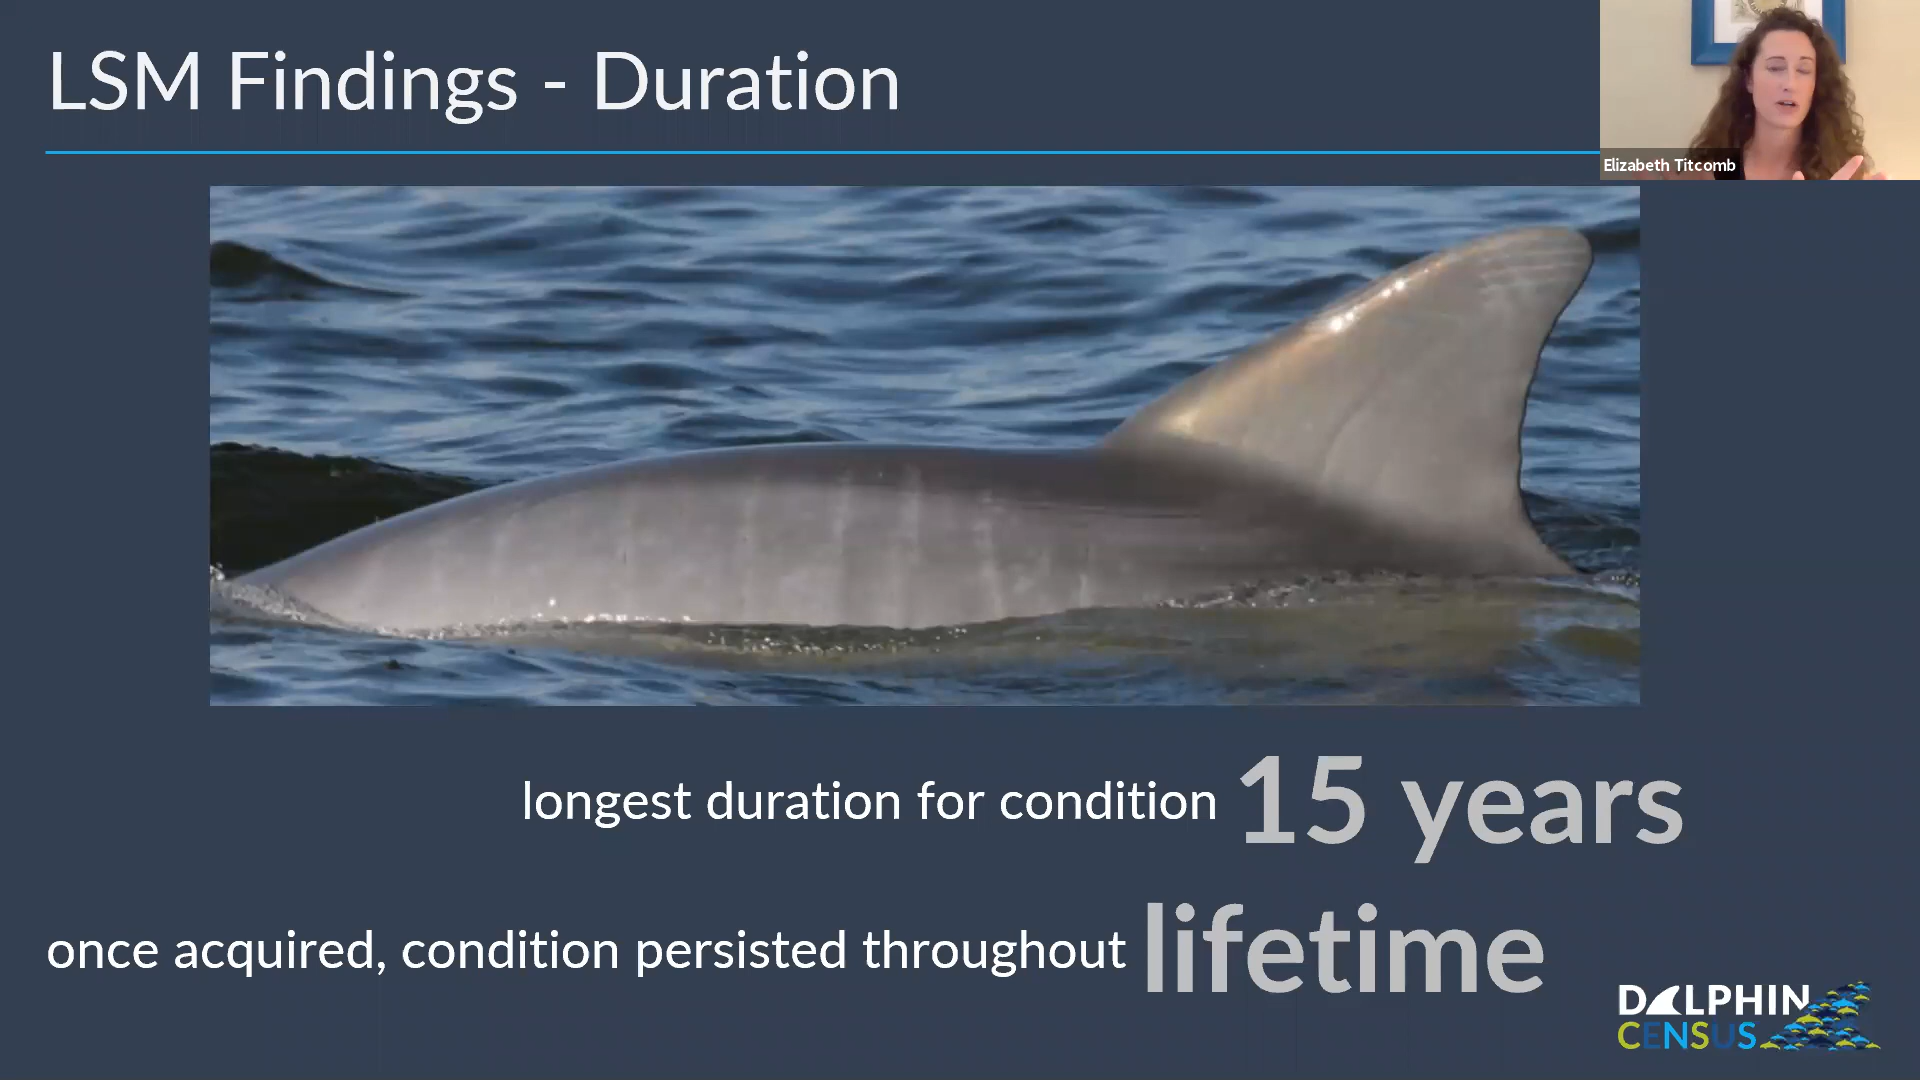 LSM Findings - Duration
Elizabeth Titcomb
longest duration for condition 15 years
once acquired, condition persisted throughout lifetime
DOLPHIN
CENSUS